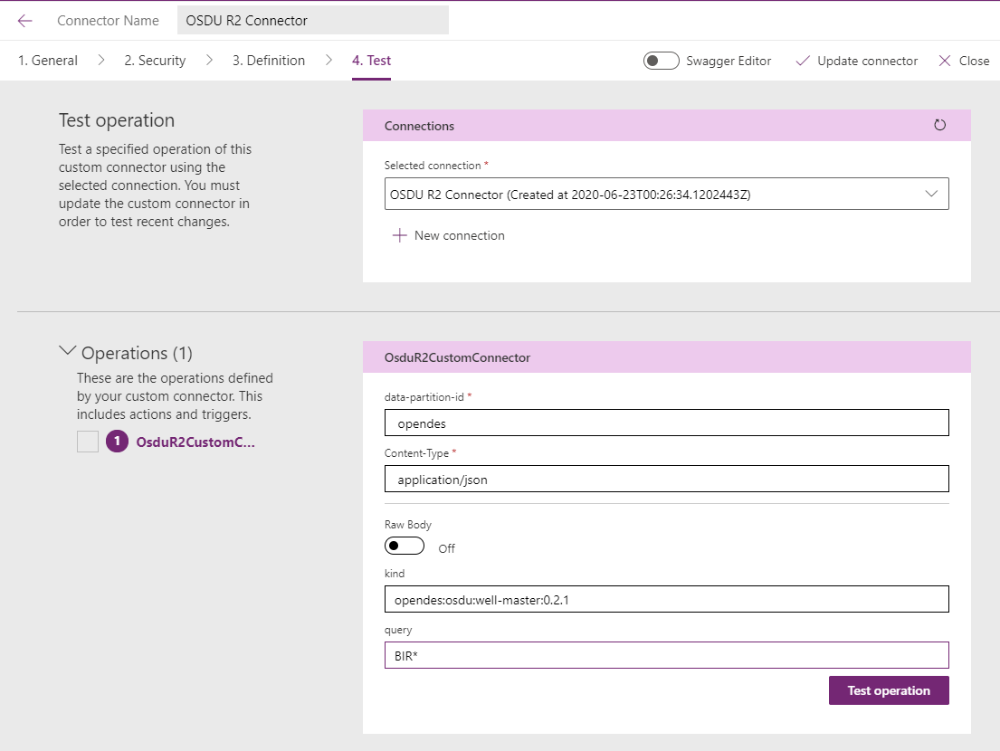 Connector Name OSDU R2 Connector
1. General 2. Security 3. Definition 4. Test Swagger Editor Update connector Close
Test operation
Test a specified operation of this
custom connector using the
selected connection. You must
update the custom connector in
order to test recent changes.
Connections
Selected connection *
OSDU R2 Connector (Created at 2020-06-23T00:26:34.1202443Z)
New connection
Operations (1)
These are the operations defined
by your custom connector. This
includes actions and triggers.
1 OsduR2CustomC...
OsduR2CustomConnector
data-partition-id *
opendes
Content-Type *
application/json
Raw Body
Off
kind
opendes:osdu:well-master:0.2.1
query
BIR*
Test operation